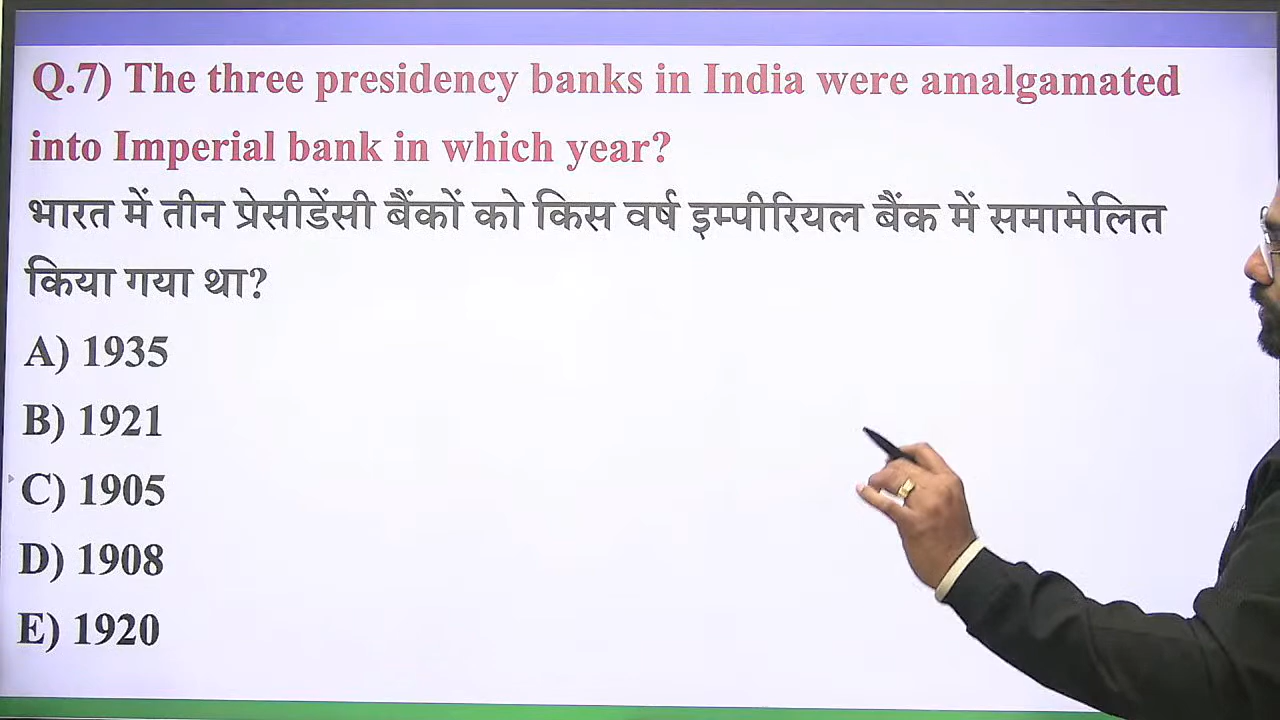 Q.7) The three presidency banks in India were amalgamated
into Imperial bank in which year?
भारत में तीन प्रेसीडेंसी बैंकों को किस वर्ष इम्पीरियल बैंक में समामेलित
किया गया था?
A) 1935
B) 1921
C) 1905
D) 1908
E) 1920